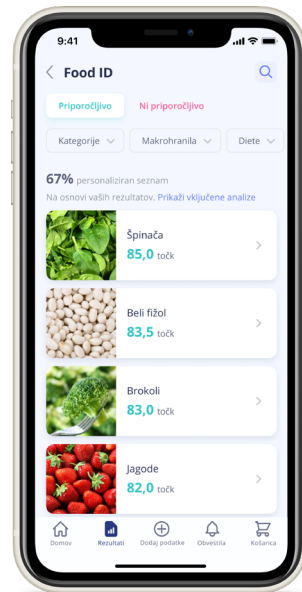 9:41
Food ID
Priporočljivo Ni priporočljivo
Kategorije Makrohranila Diete
67% personaliziran seznam
Na osnovi vaših rezultatov. Prikaži vključene analize
Špinača
85,0 točk
Beli fižol
83,5 točk
Brokoli
83,0 točk
Jagode
82,0 točk
Domov Rezultati Dodaj podatke Obvestila Košarica